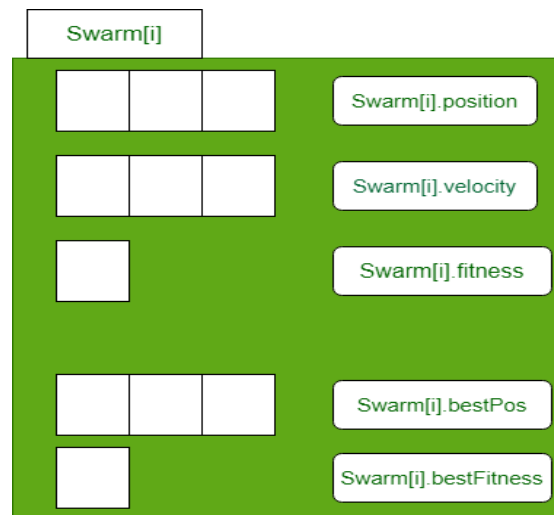 Swarm[i]
Swarm[i].position
Swarm[i].velocity
Swarm[i].fitness
Swarm[i].bestPos
Swarm[i].bestFitness